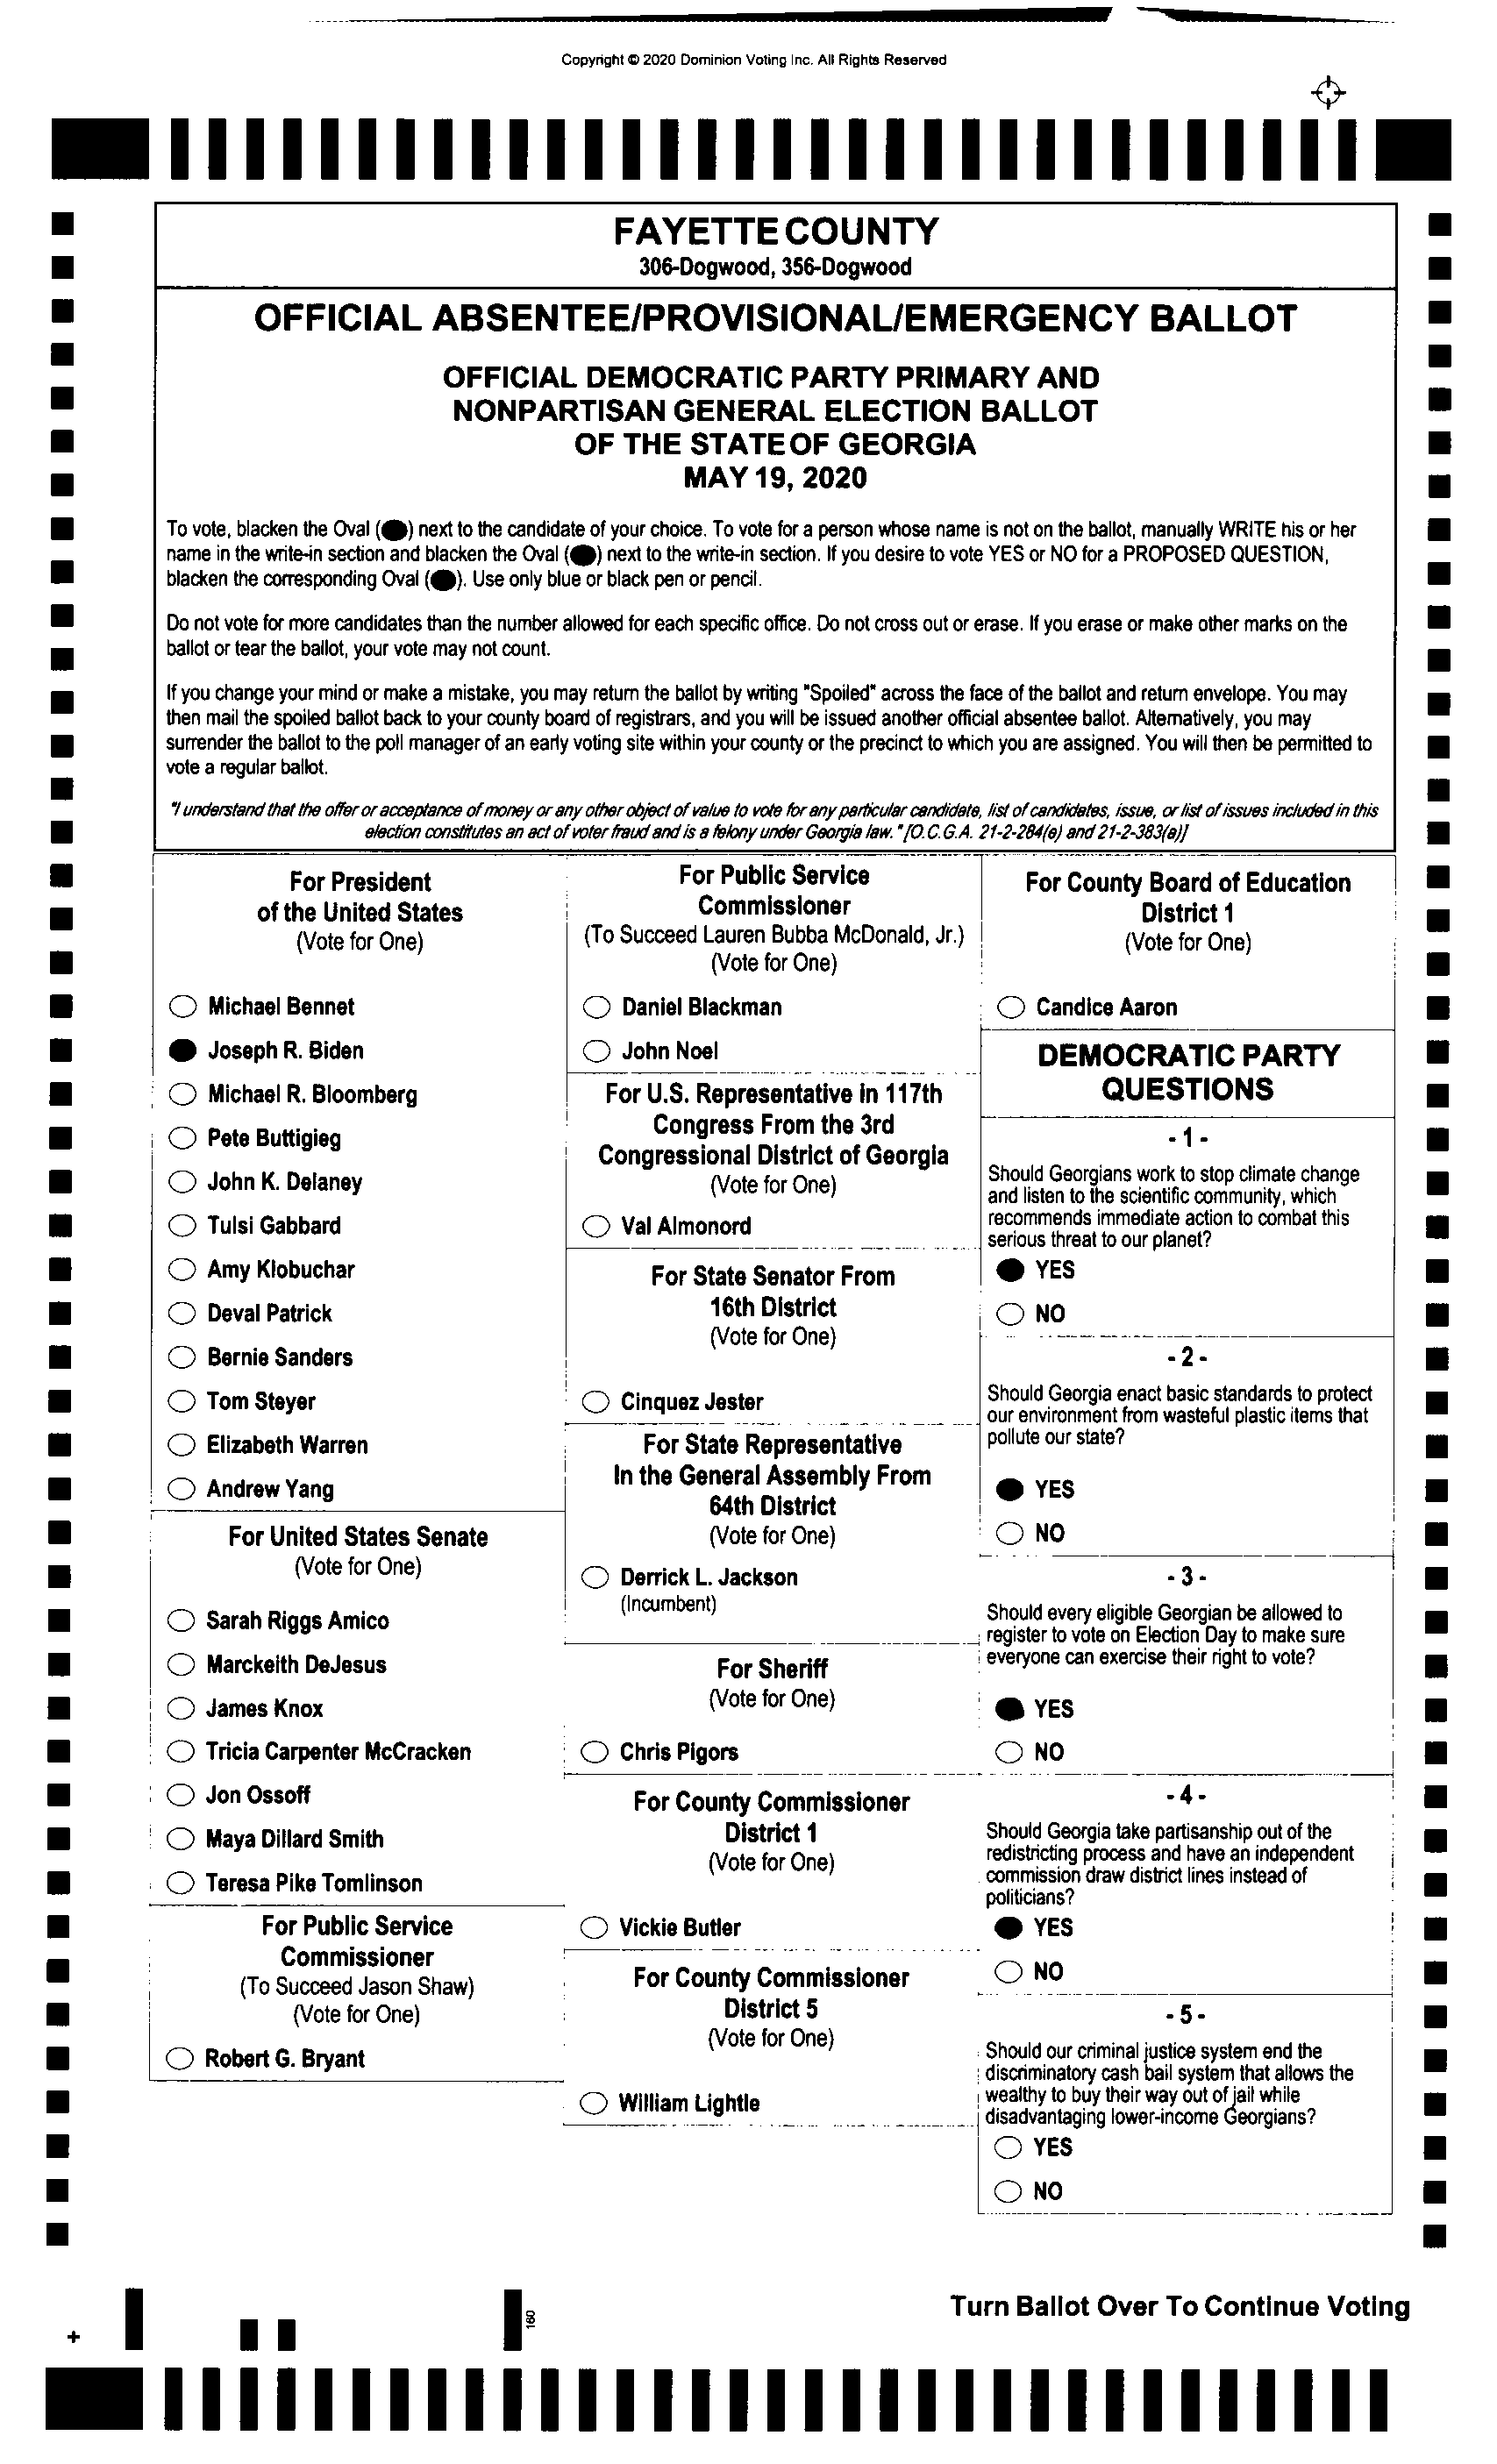 Copyright © 2020 Dominion Voting Inc. All Rights Reserved
FAYETTE COUNTY
306-Dogwood, 356-Dogwood
OFFICIAL ABSENTEE/PROVISIONAL/EMERGENCY BALLOT
OFFICIAL DEMOCRATIC PARTY PRIMARY AND
NONPARTISAN GENERAL ELECTION BALLOT
OF THE STATE OF GEORGIA
MAY 19, 2020
To vote, blacken the Oval (●) next to the candidate of your choice. To vote for a person whose name is not on the ballot, manually WRITE his or her
name in the write-in section and blacken the Oval (●) next to the write-in section. If you desire to vote YES or NO for a PROPOSED QUESTION,
blacken the corresponding Oval (●). Use only blue or black pen or pencil.
Do not vote for more candidates than the number allowed for each specific office. Do not cross out or erase. If you erase or make other marks on the
ballot or tear the ballot, your vote may not count.
If you change your mind or make a mistake, you may return the ballot by writing "Spoiled" across the face of the ballot and return envelope. You may
then mail the spoiled ballot back to your county board of registrars, and you will be issued another official absentee ballot. Alternatively, you may
surrender the ballot to the poll manager of an early voting site within your county or the precinct to which you are assigned. You will then be permitted to
vote a regular ballot.
"I understand that the offer or acceptance of money or any other object of value to vote for any particular candidate, list of candidates, issue, or list of issues included in this
election constitutes an act of voter fraud and is a felony under Georgia law." [O.C.G.A. 21-2-284(e) and 21-2-383(a)]
For President
of the United States
(Vote for One)
Michael Bennet
Joseph R. Biden
Michael R. Bloomberg
Pete Buttigieg
John K. Delaney
Tulsi Gabbard
Amy Klobuchar
Deval Patrick
Bernie Sanders
Tom Steyer
Elizabeth Warren
Andrew Yang
For United States Senate
(Vote for One)
Sarah Riggs Amico
Marckeith DeJesus
James Knox
Tricia Carpenter McCracken
Jon Ossoff
Maya Dillard Smith
Teresa Pike Tomlinson
For Public Service
Commissioner
(To Succeed Jason Shaw)
(Vote for One)
Robert G. Bryant
For Public Service
Commissioner
(To Succeed Lauren Bubba McDonald, Jr.)
(Vote for One)
Daniel Blackman
John Noel
For U.S. Representative in 117th
Congress From the 3rd
Congressional District of Georgia
(Vote for One)
Val Almonord
For State Senator From
16th District
(Vote for One)
Cinquez Jester
For State Representative
In the General Assembly From
64th District
(Vote for One)
Derrick L. Jackson
(Incumbent)
For Sheriff
(Vote for One)
Chris Pigors
For County Commissioner
District 1
(Vote for One)
Vickie Butler
For County Commissioner
District 5
(Vote for One)
William Lightle
For County Board of Education
District 1
(Vote for One)
Candice Aaron
DEMOCRATIC PARTY
QUESTIONS
- 1 -
Should Georgians work to stop climate change
and listen to the scientific community, which
recommends immediate action to combat this
serious threat to our planet?
YES
NO
- 2 -
Should Georgia enact basic standards to protect
our environment from wasteful plastic items that
pollute our state?
YES
NO
- 3 -
Should every eligible Georgian be allowed to
register to vote on Election Day to make sure
everyone can exercise their right to vote?
YES
NO
- 4 -
Should Georgia take partisanship out of the
redistricting process and have an independent
commission draw district lines instead of
politicians?
YES
NO
- 5 -
Should our criminal justice system end the
discriminatory cash bail system that allows the
wealthy to buy their way out of jail while
disadvantaging lower-income Georgians?
YES
NO
Turn Ballot Over To Continue Voting
160
+